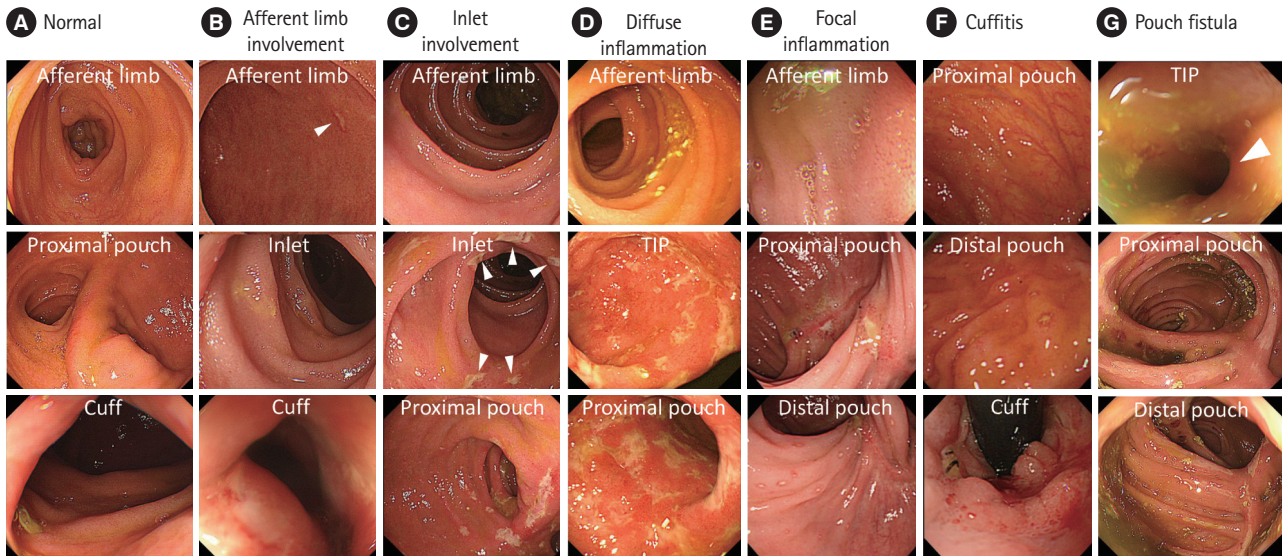 A Normal
B Afferent limb
involvement
C Inlet
involvement
D Diffuse
inflammation
E Focal
inflammation
F Cuffitis
G Pouch fistula
Afferent limb
Afferent limb
Afferent limb
Afferent limb
Afferent limb
Proximal pouch
TIP
Proximal pouch
Inlet
Inlet
TIP
Proximal pouch
Distal pouch
Proximal pouch
Cuff
Cuff
Proximal pouch
Proximal pouch
Distal pouch
Cuff
Distal pouch